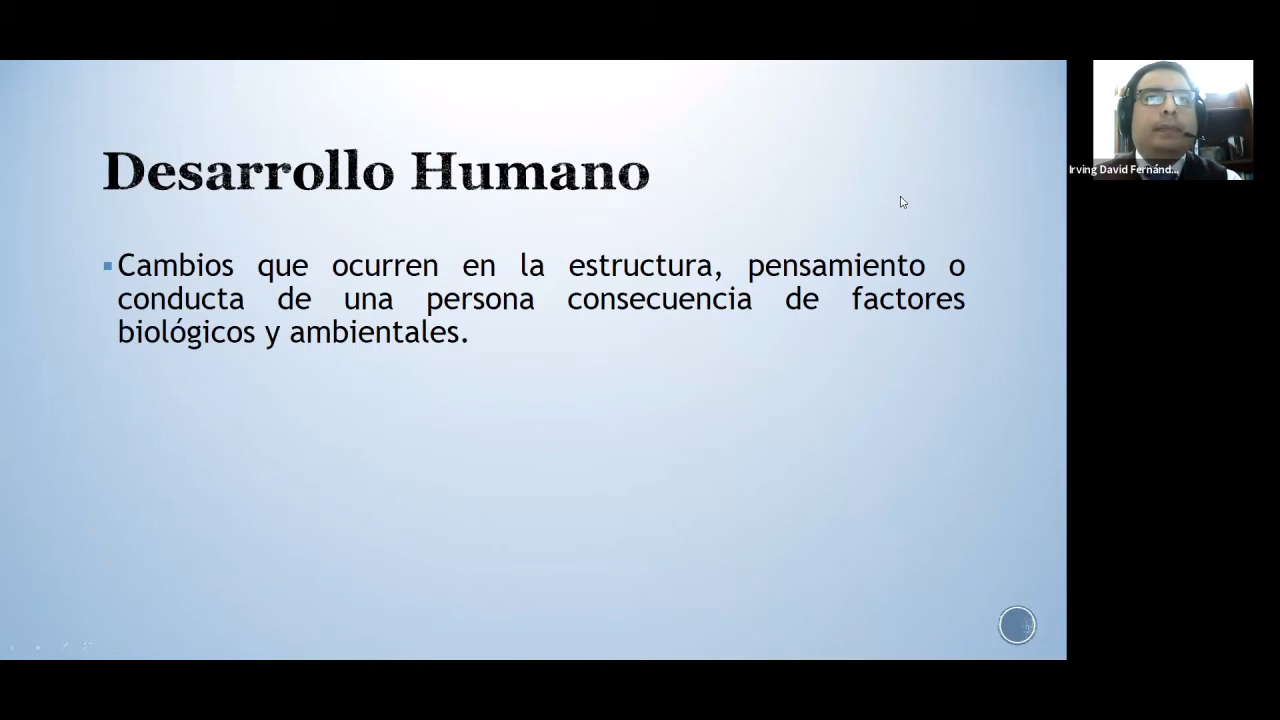 Desarrollo Humano
Cambios que ocurren en la estructura, pensamiento o
conducta de una persona consecuencia de factores
biológicos y ambientales.
Irving David Fernánd...